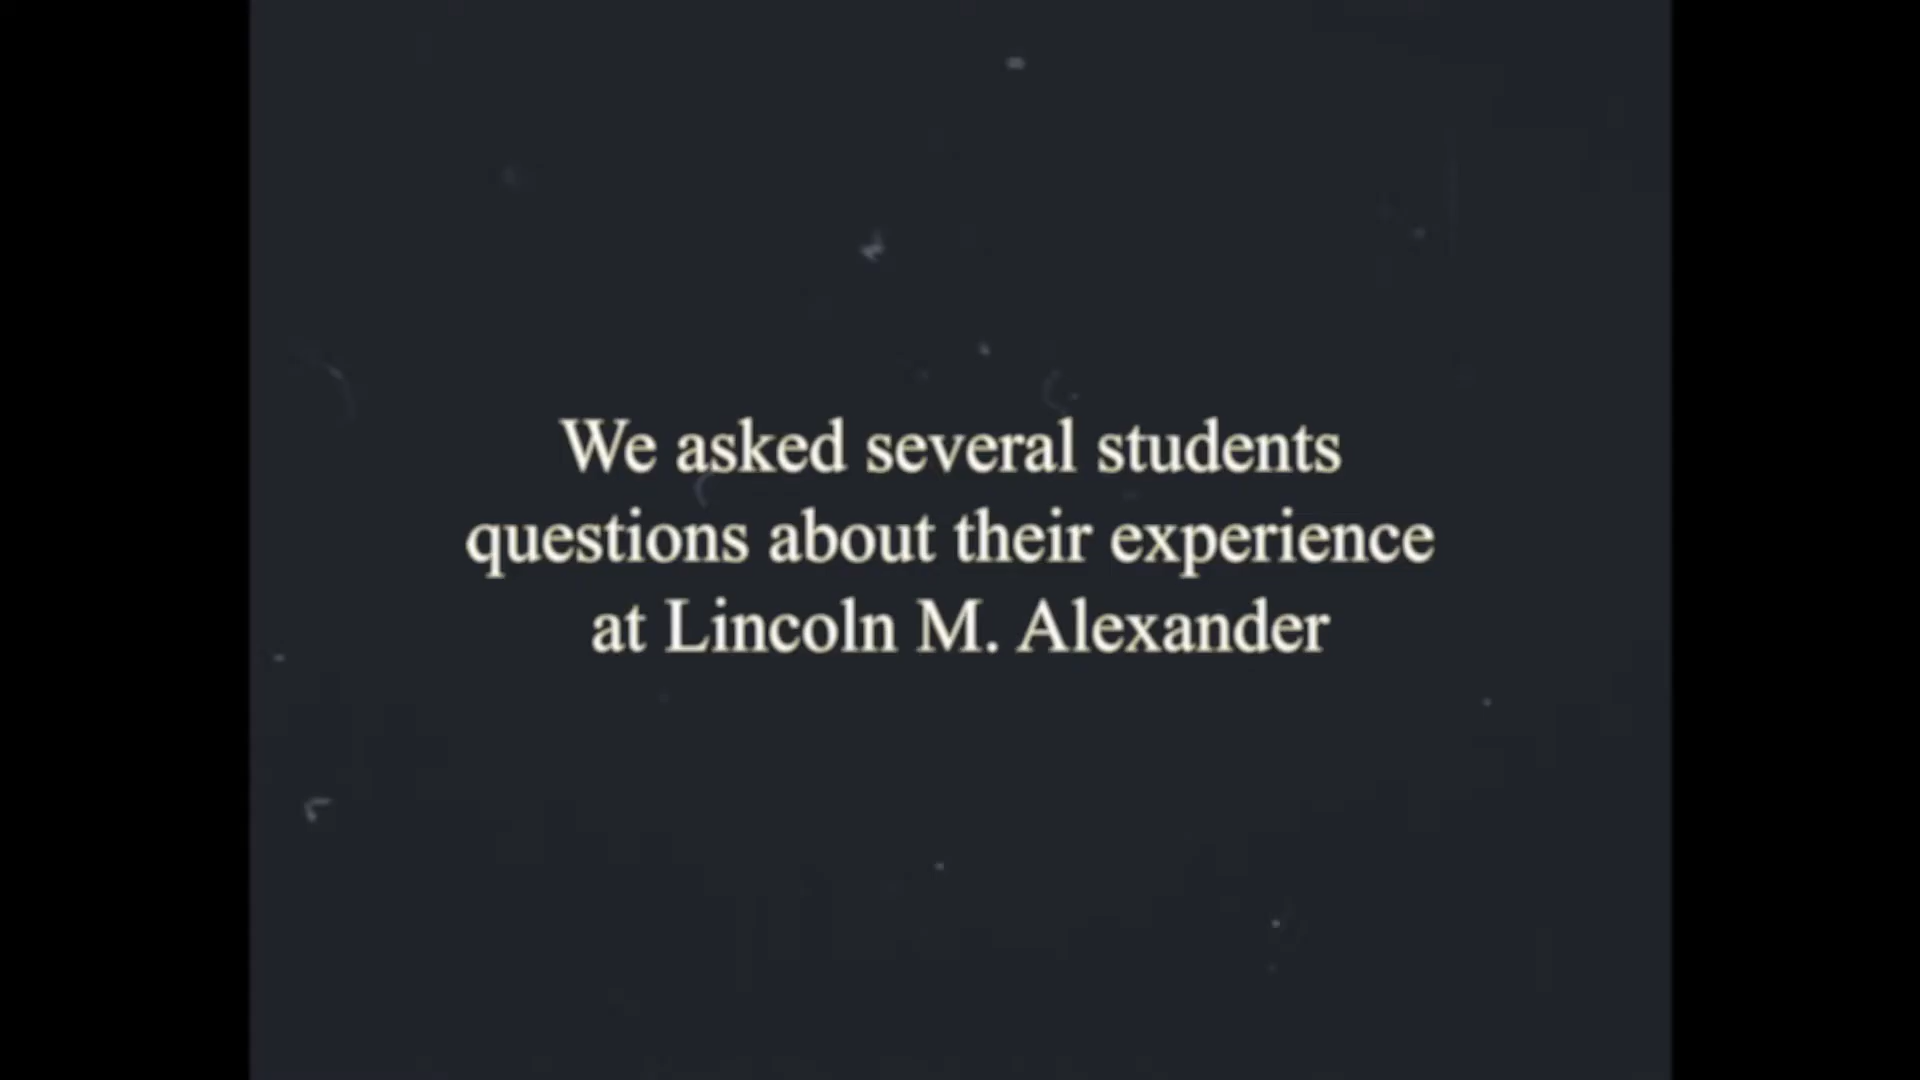 We asked several students
questions about their experience
at Lincoln M. Alexander